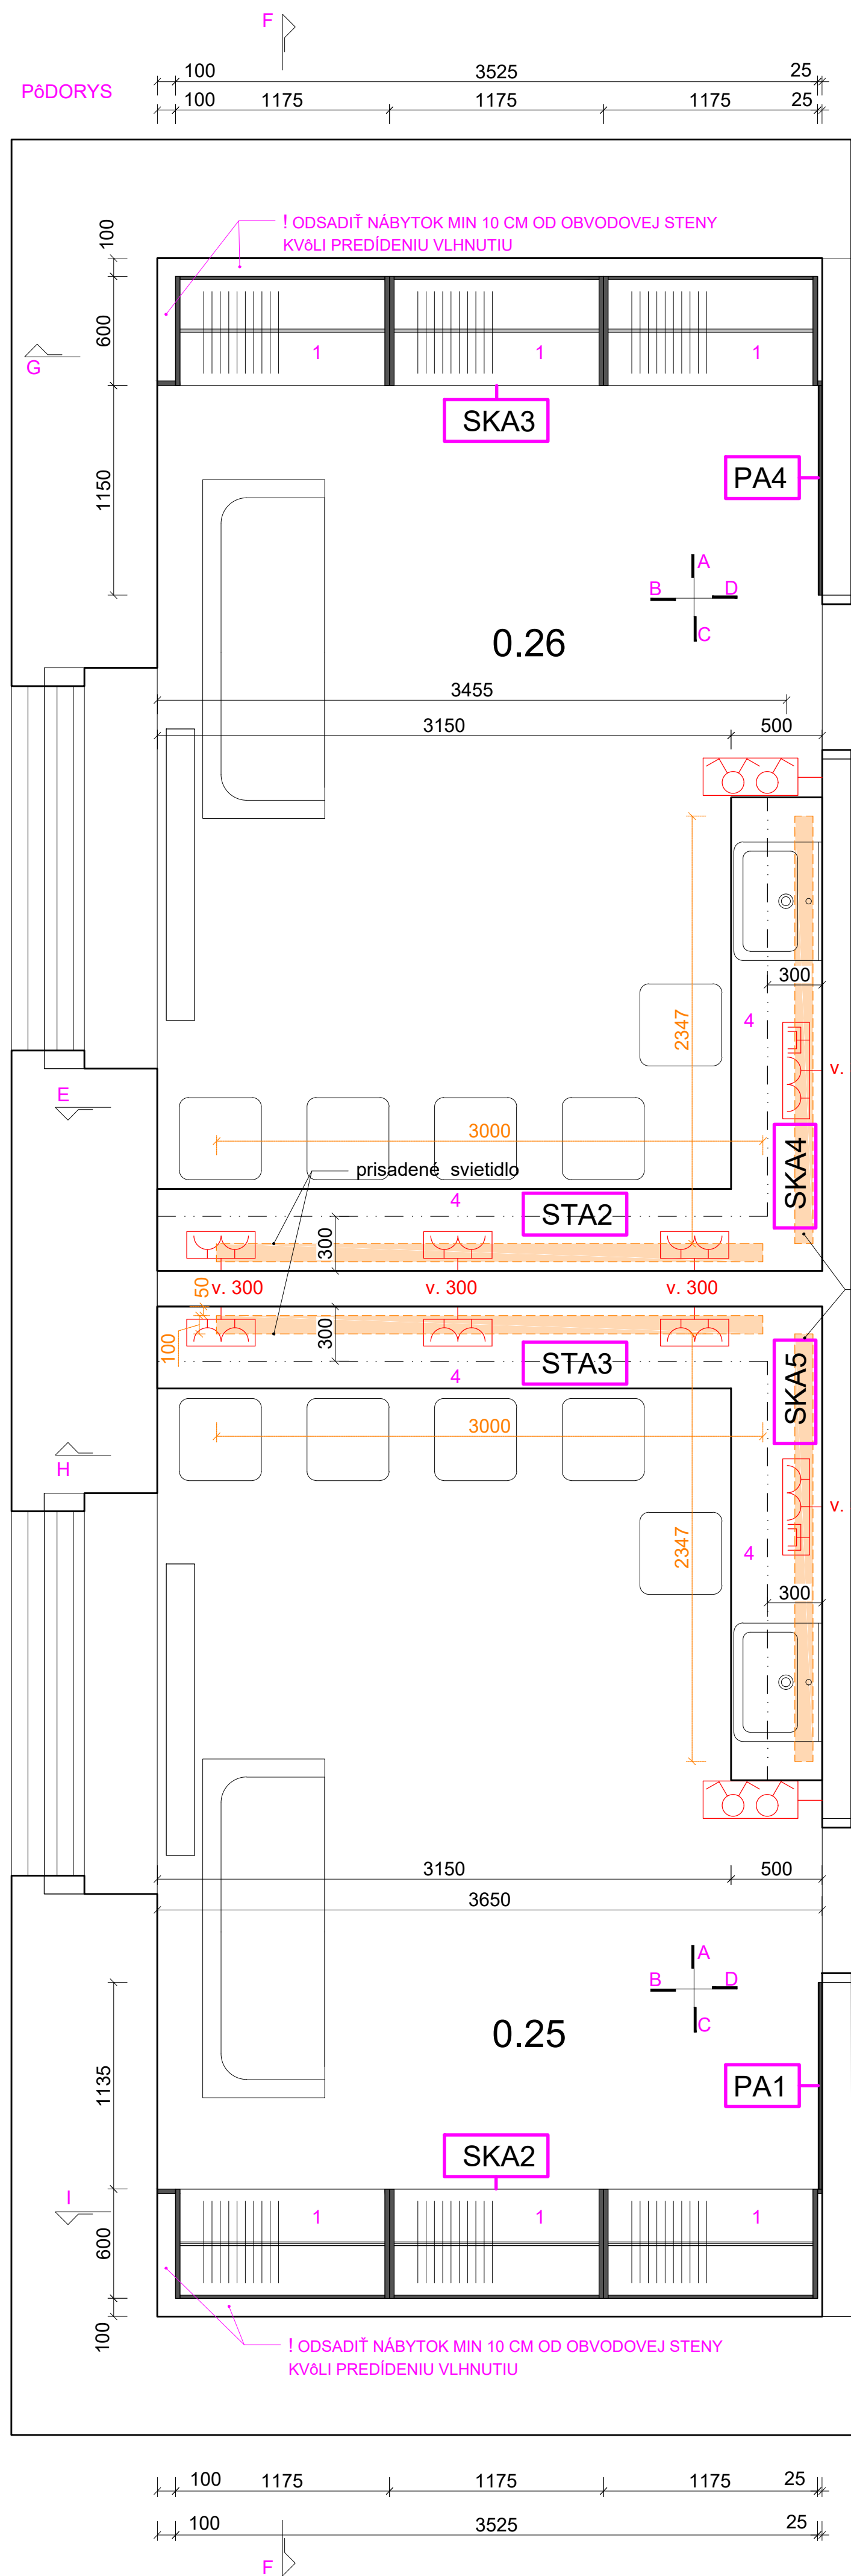 F
PôDORYS
100 3525 25
100 1175 1175 1175 25
! ODSADIŤ NÁBYTOK MIN 10 CM OD OBVODOVEJ STENY
KVôLI PREDÍDENIU VLHNUTIU
100
600
G
1 1 1
SKA3
1150
PA4
A
B D
C
0.26
3455
3150 500
300
2347
4
v.
E
3000
prisadené svietidlo
SKA4
4
STA2
300
v. 300 v. 300 v. 300
50
100
300
STA3
4
SKA5
3000
H
v.
2347
4
300
3150 500
3650
A
B D
C
0.25
1135
PA1
SKA2
I
1 1 1
600
100
! ODSADIŤ NÁBYTOK MIN 10 CM OD OBVODOVEJ STENY
KVôLI PREDÍDENIU VLHNUTIU
100 1175 1175 1175 25
100 3525 25
F